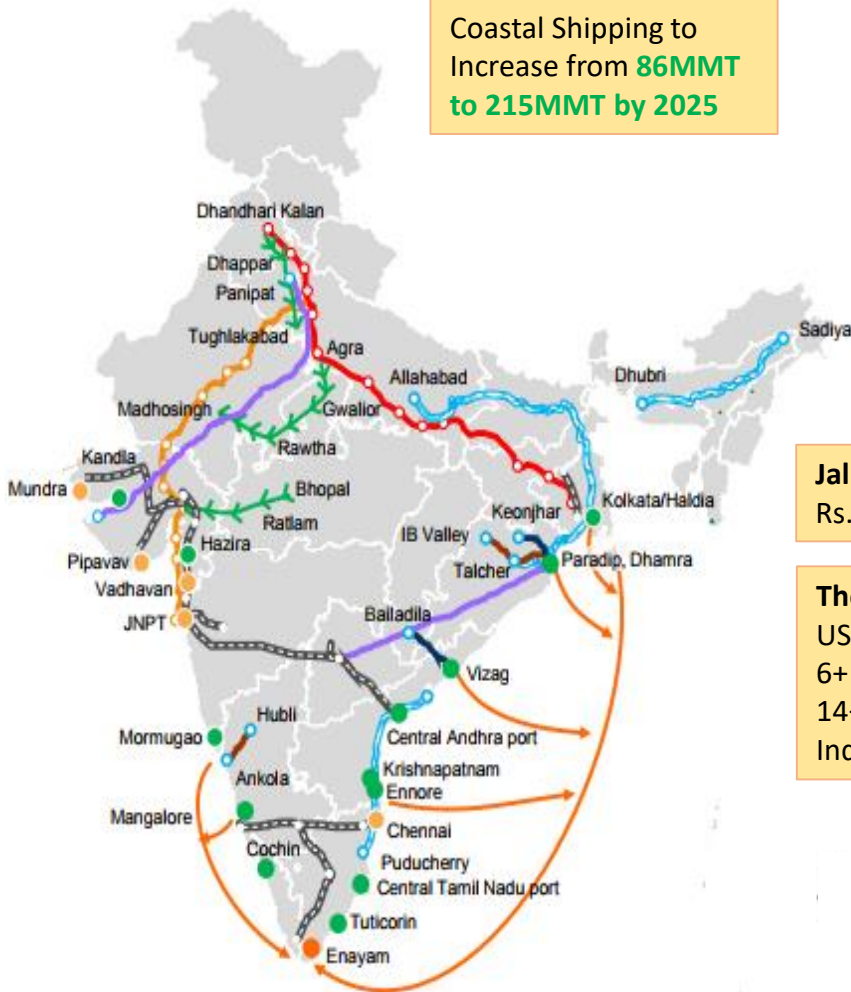 Coastal Shipping to
Increase from 86MMT
to 215MMT by 2025
Dhandhari Kalan
Dhappar
Panipat
Tughlakabad
Agra
Allahabad
Dhubri
Sadiya
Madhosingh
Gwalior
Rawtha
Kandla
Mundra
Bhopal
Ratlam
Kolkata/Haldia
Keonjhar
IB Valley
Hazira
Pipavav
Talcher
Paradip, Dhamra
Vadhavan
JNPT
Bailadila
Vizag
Hubli
Mormugao
Central Andhra port
Ankola
Krishnapatnam
Ennore
Mangalore
Chennai
Cochin
Puducherry
Central Tamil Nadu port
Tuticorin
Enayam
Jal
Rs.
The
US
6+
14
Ind